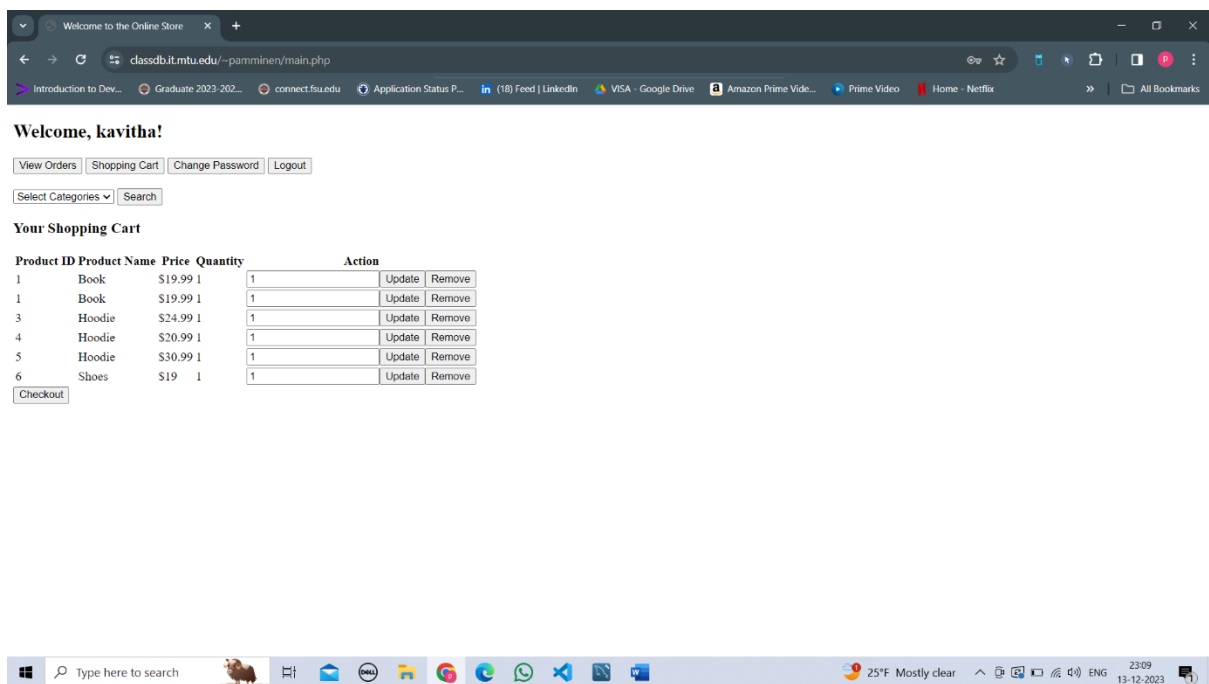 Welcome to the Online Store
classdb.it.mtu.edu/~pamminen/main.php
P
Introduction to Dev... Graduate 2023-202... connect.fsu.edu Application Status P... in (18) Feed | LinkedIn VISA - Google Drive a Amazon Prime Vide... Prime Video N Home - Netflix » All Bookmarks
Welcome, kavitha!
View Orders Shopping Cart Change Password Logout
Select Categories Search
Your Shopping Cart
Product ID Product Name Price Quantity Action
1 Book $19.99 1 1 Update Remove
1 Book $19.99 1 1 Update Remove
3 Hoodie $24.99 1 1 Update Remove
4 Hoodie $20.99 1 1 Update Remove
5 Hoodie $30.99 1 1 Update Remove
6 Shoes $19 1 1 Update Remove
Checkout
Type here to search DELL W 1 25°F Mostly clear ENG 23:09 1
13-12-2023